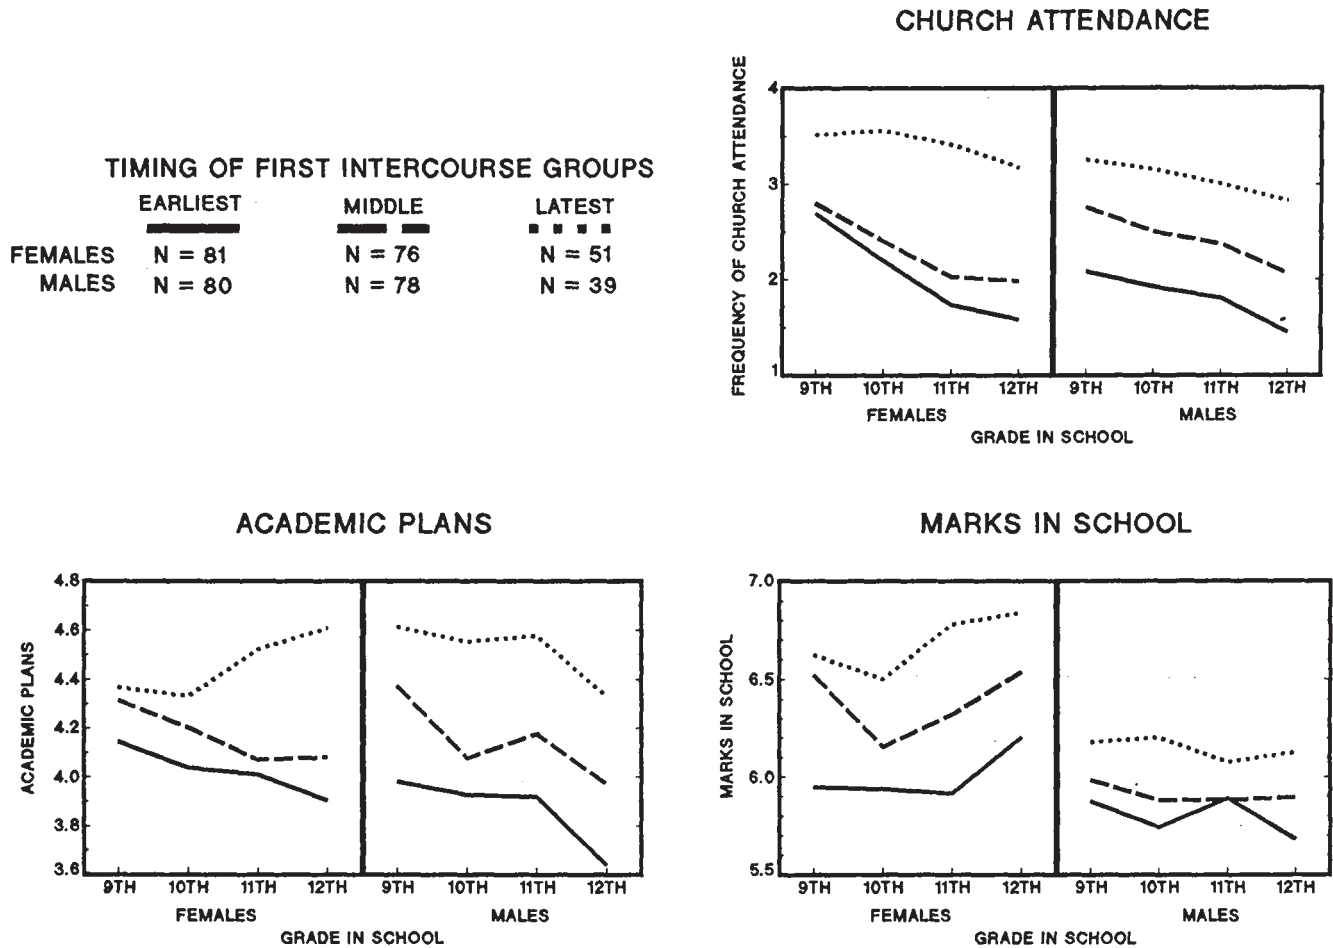 CHURCH ATTENDANCE
TIMING OF FIRST INTERCOURSE GROUPS
EARLIEST MIDDLE LATEST
FEMALES N = 81 N = 76 N = 51
MALES N = 80 N = 78 N = 39
FREQUENCY OF CHURCH ATTENDANCE
4
3
2
1
9TH 10TH 11TH 12TH 9TH 10TH 11TH 12TH
FEMALES MALES
GRADE IN SCHOOL
ACADEMIC PLANS
ACADEMIC PLANS
4.8
4.6
4.4
4.2
4.0
3.8
3.6
9TH 10TH 11TH 12TH 9TH 10TH 11TH 12TH
FEMALES MALES
GRADE IN SCHOOL
MARKS IN SCHOOL
MARKS IN SCHOOL
7.0
6.5
6.0
5.5
9TH 10TH 11TH 12TH 9TH 10TH 11TH 12TH
FEMALES MALES
GRADE IN SCHOOL